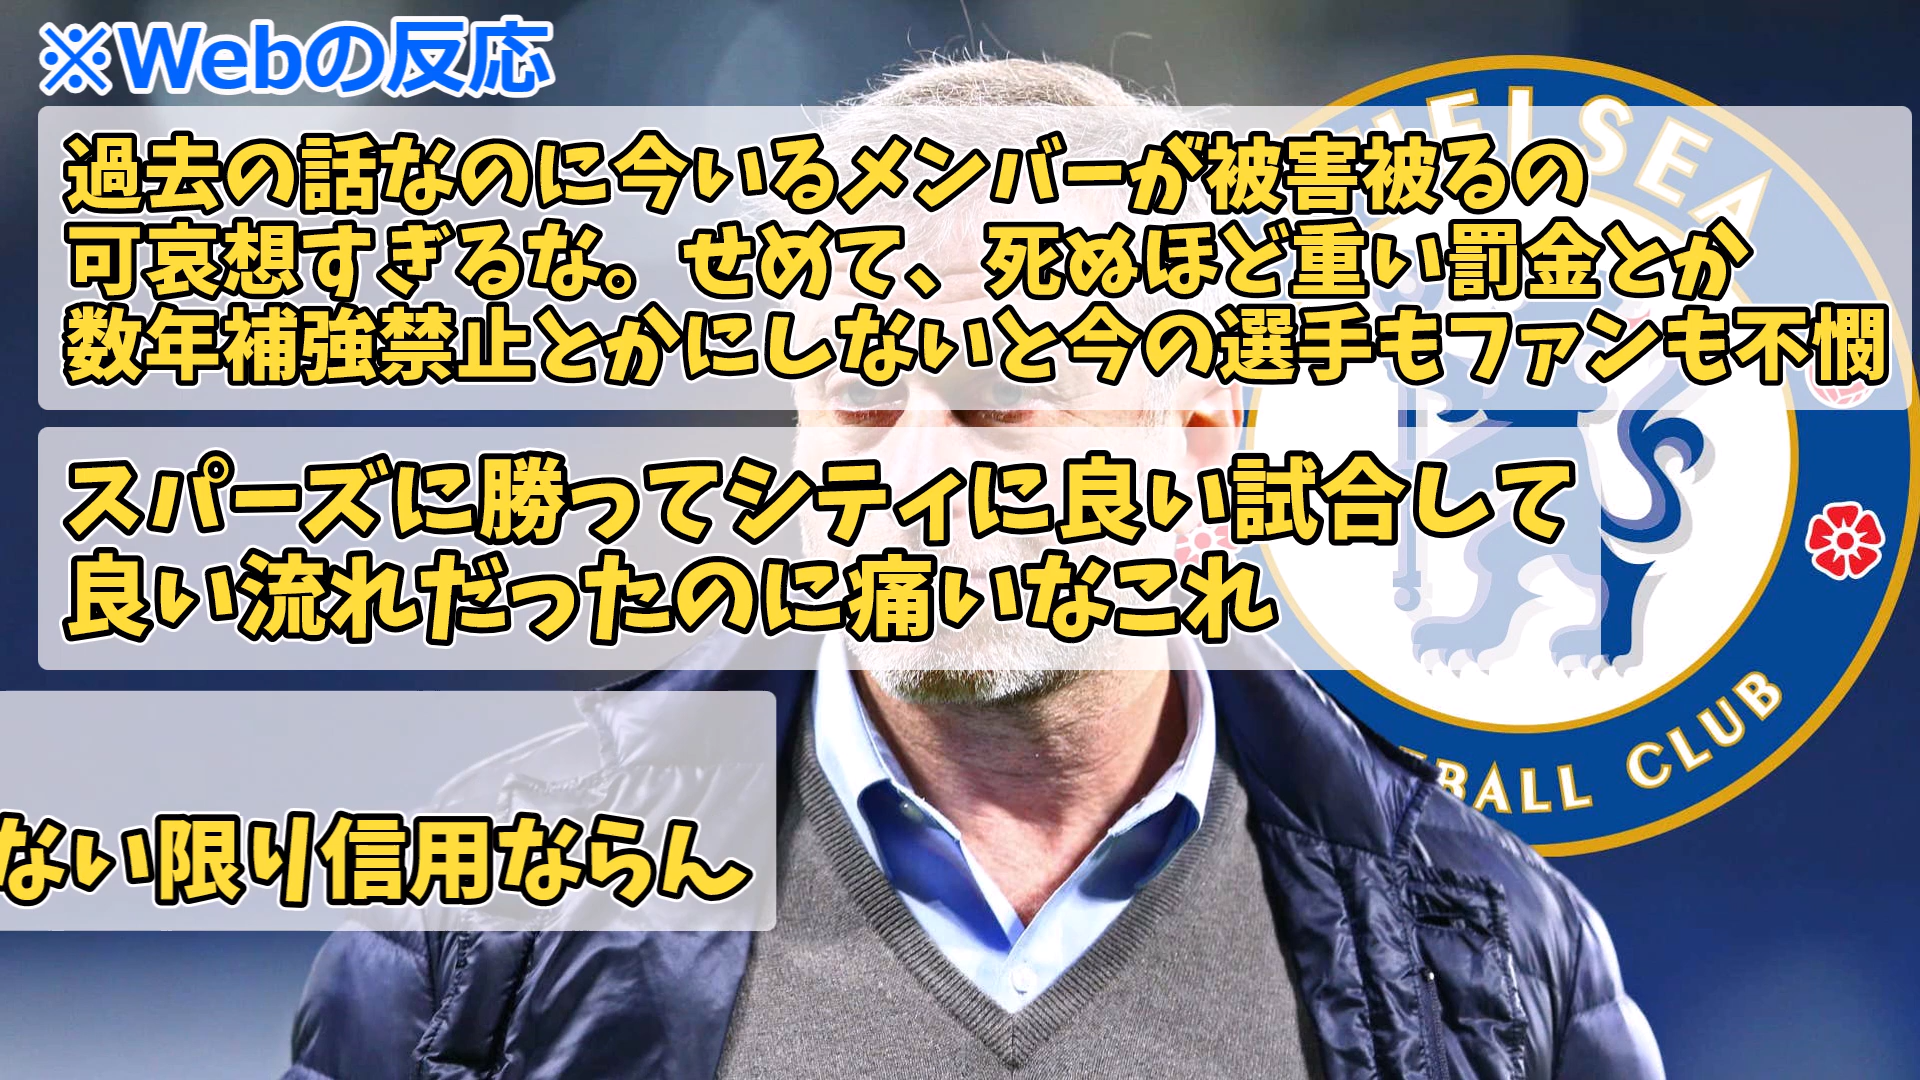 ※Webの反応
過去の話なのに今いるメンバーが被害被るの
可哀想すぎるな。せめて、死ぬほど重い罰金とか
数年補強禁止とかにしないと今の選手もファンも不憫
スパーズに勝ってシティに良い試合して
良い流れだったのに痛いなこれ
ない限り信用ならん
HELSEA
BALL CLUB